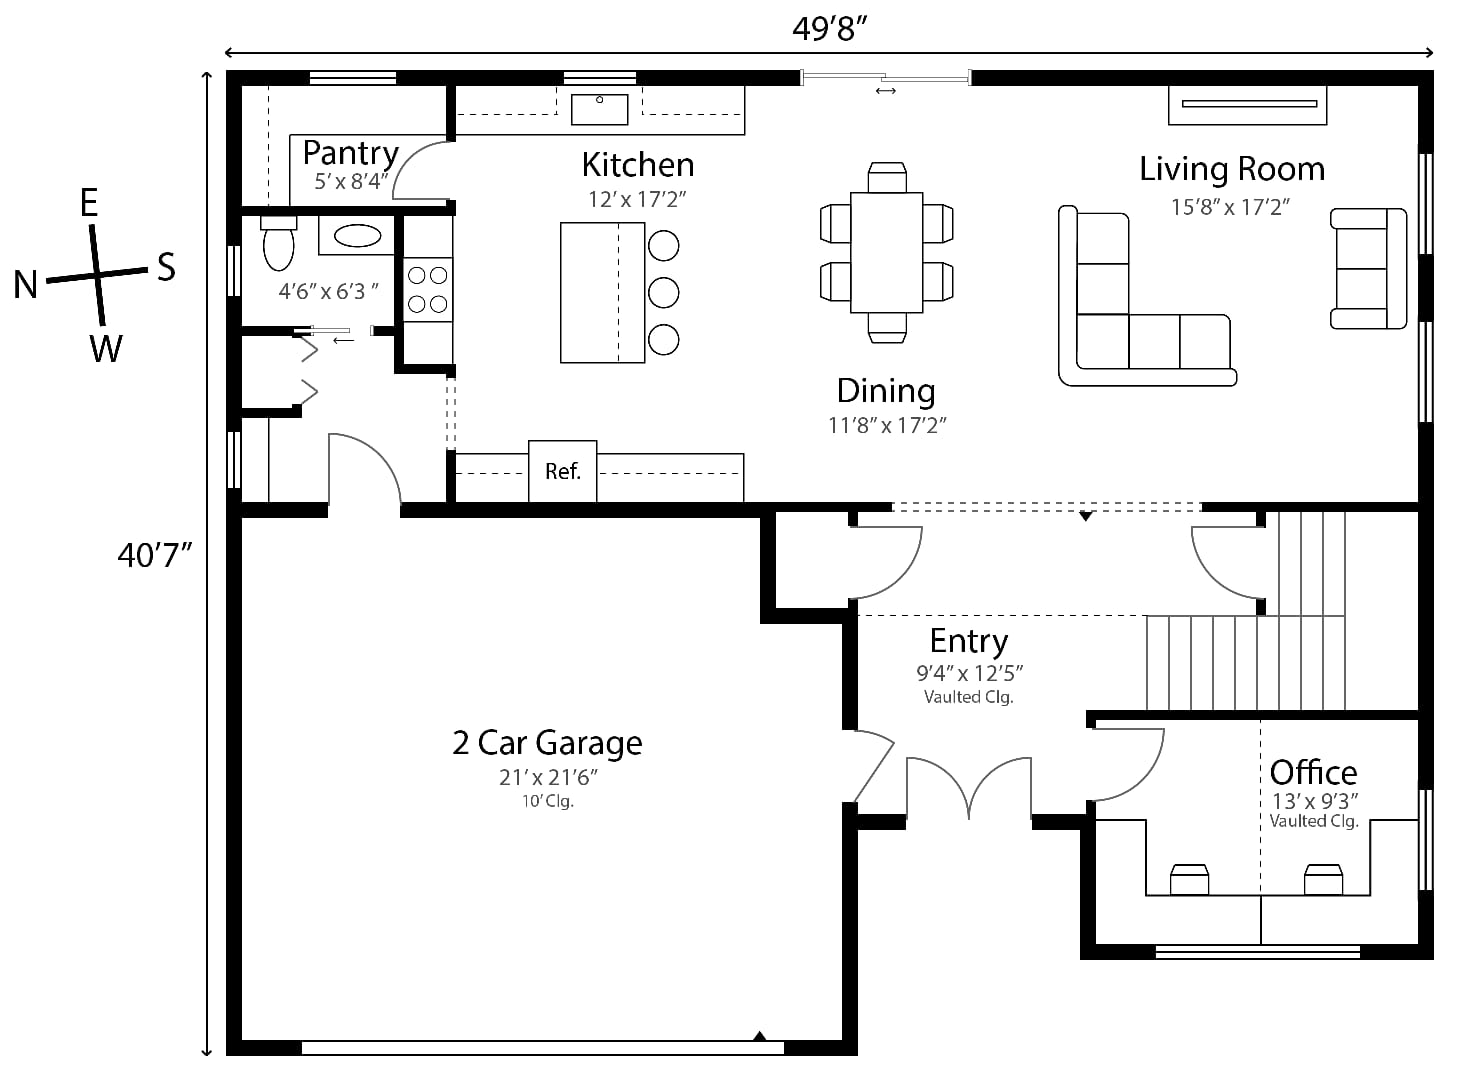 49’8”
Pantry
5’ x 8’4”
Kitchen
12’ x 17’2”
Living Room
15’8” x 17’2”
E
N
S
W
4’6” x 6’3 ”
Dining
11’8” x 17’2”
Ref.
40’7”
Entry
9’4” x 12’5”
Vaulted Clg.
2 Car Garage
21’ x 21’6”
10’ Clg.
Office
13’ x 9’3”
Vaulted Clg.